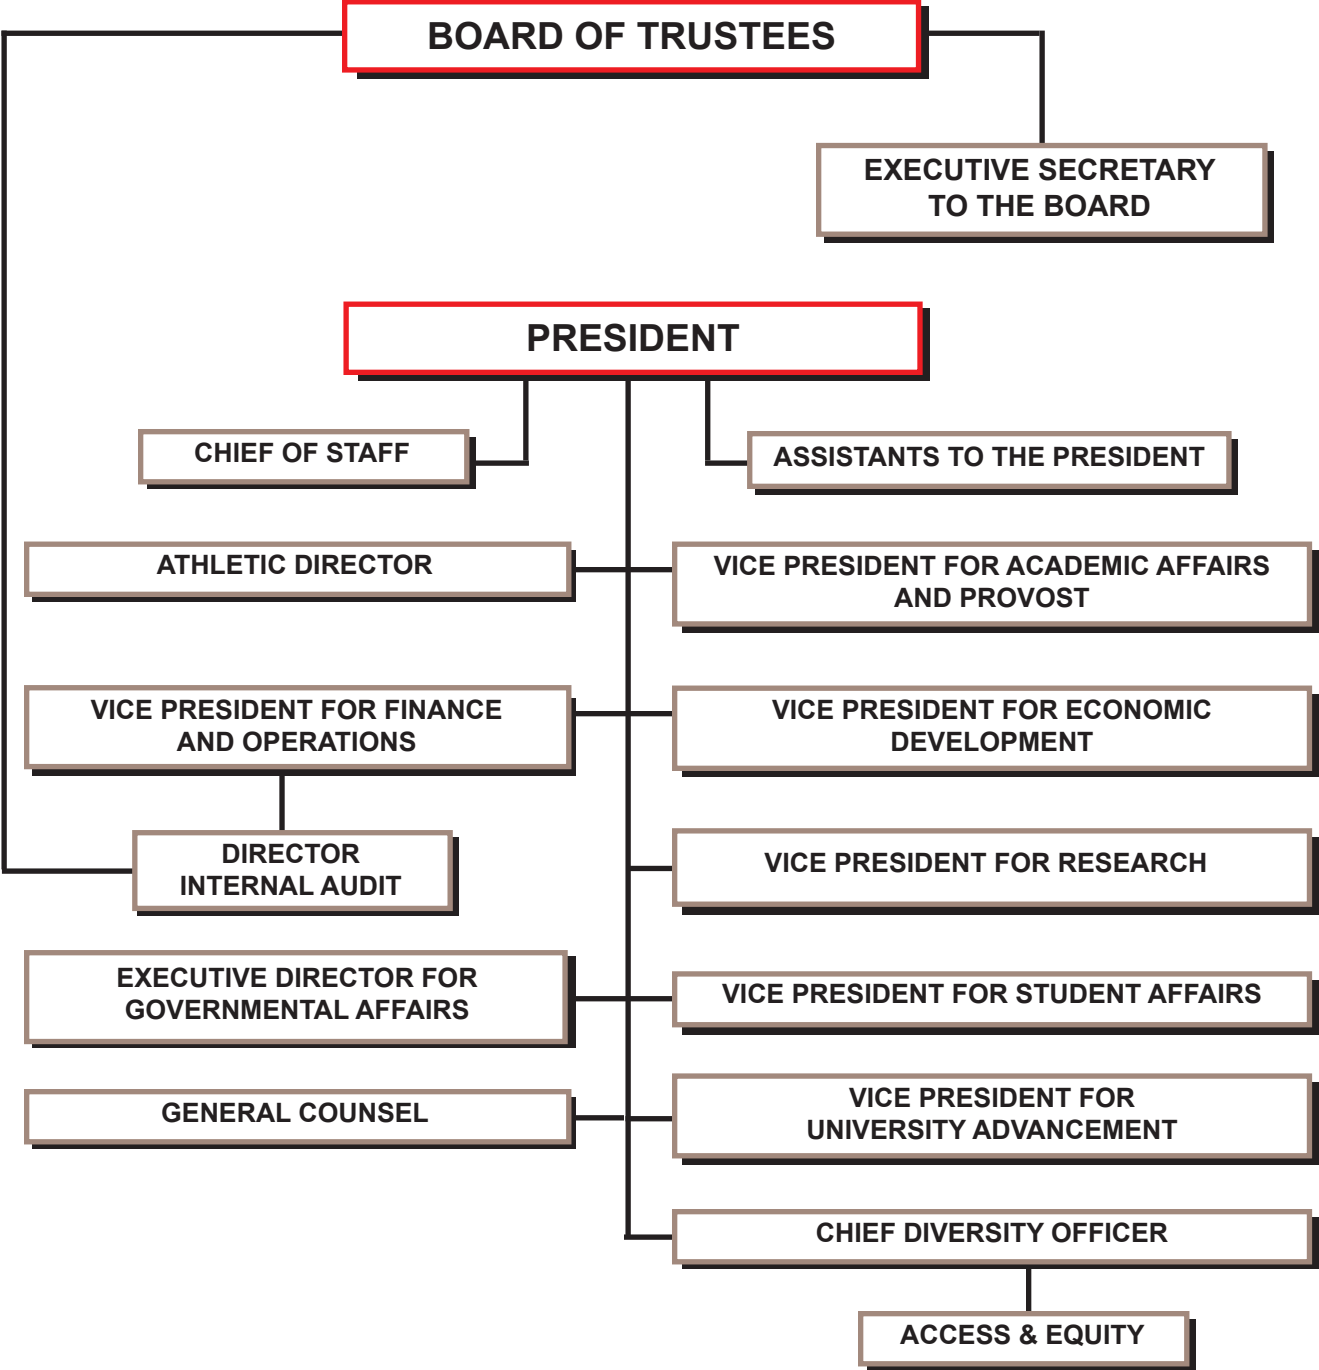 BOARD OF TRUSTEES
EXECUTIVE SECRETARY
TO THE BOARD
PRESIDENT
CHIEF OF STAFF
ASSISTANTS TO THE PRESIDENT
ATHLETIC DIRECTOR
VICE PRESIDENT FOR ACADEMIC AFFAIRS
AND PROVOST
VICE PRESIDENT FOR FINANCE
AND OPERATIONS
VICE PRESIDENT FOR ECONOMIC
DEVELOPMENT
DIRECTOR
INTERNAL AUDIT
VICE PRESIDENT FOR RESEARCH
EXECUTIVE DIRECTOR FOR
GOVERNMENTAL AFFAIRS
VICE PRESIDENT FOR STUDENT AFFAIRS
GENERAL COUNSEL
VICE PRESIDENT FOR
UNIVERSITY ADVANCEMENT
CHIEF DIVERSITY OFFICER
ACCESS & EQUITY